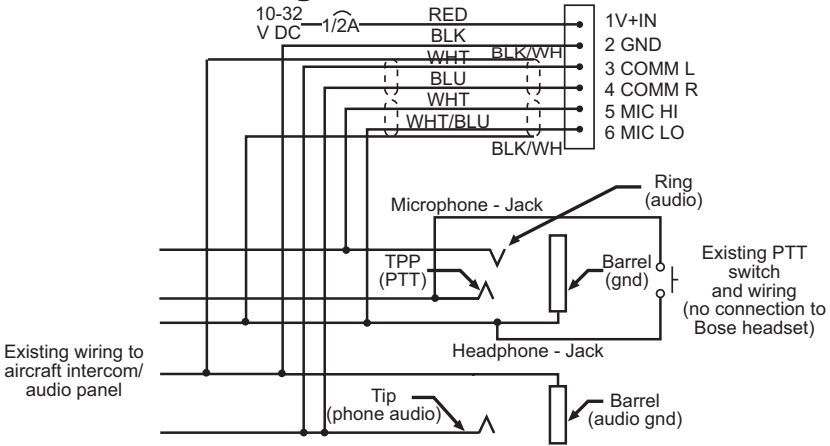 10-32
V DC
1/2A
RED
BLK
BLK/WH
WHT
BLU
WHT
WHT/BLU
BLK/WH
1V+IN
2 GND
3 COMM L
4 COMM R
5 MIC HI
6 MIC LO
Microphone - Jack
Ring
(audio)
TPP
(PTT)
Barrel
(gnd)
Existing PTT
switch
and wiring
(no connection to
Bose headset)
Headphone - Jack
Existing wiring to
aircraft intercom/
audio panel
Tip
(phone audio)
Barrel
(audio gnd)